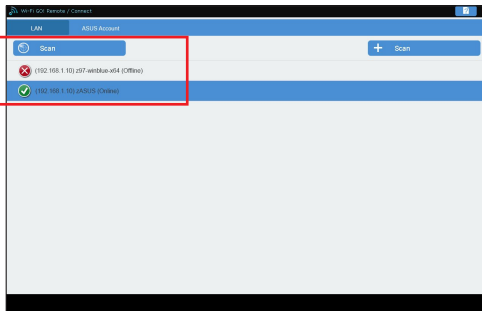 Wi-Fi GO! Remote / Connect
LAN
ASUS Account
Scan
+ Scan
(192.168.1.10) z97-winblue-x64 (Offline)
(192.168.1.10) zASUS (Online)